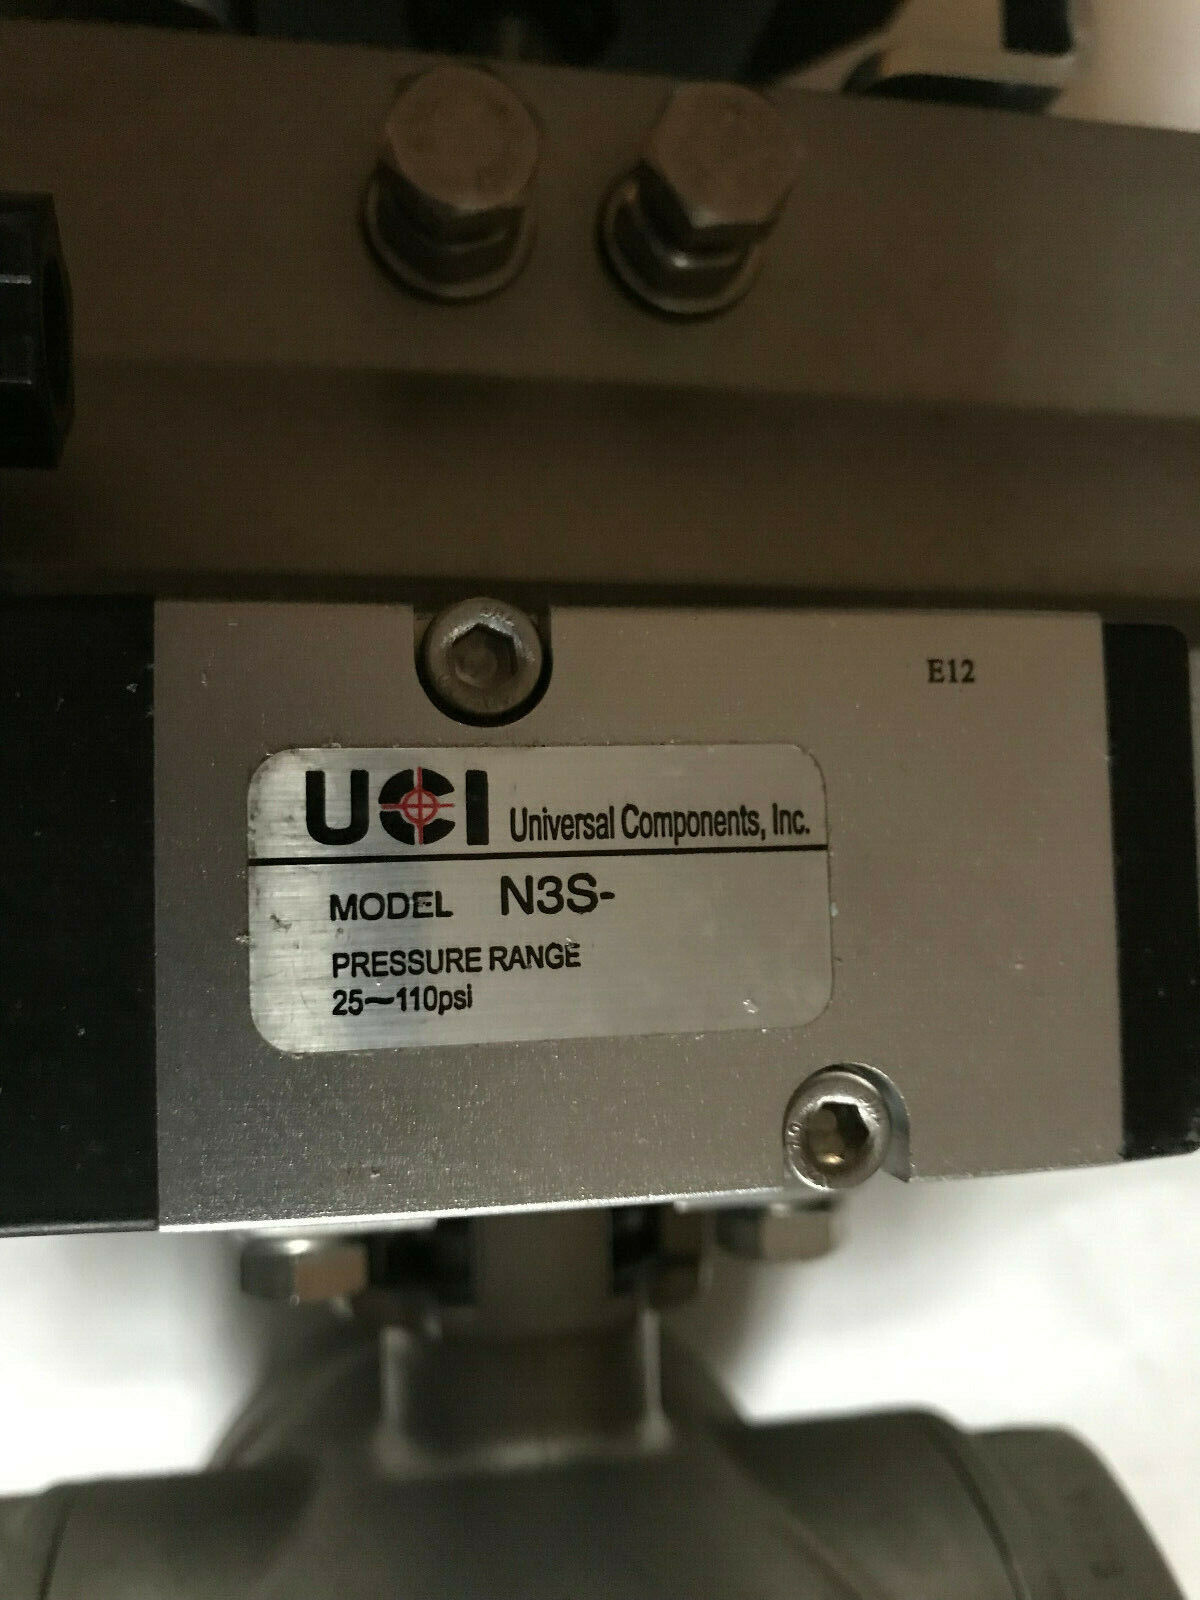 E12
UCI Universal Components, Inc.
MODEL N3S-
PRESSURE RANGE
25~110psi